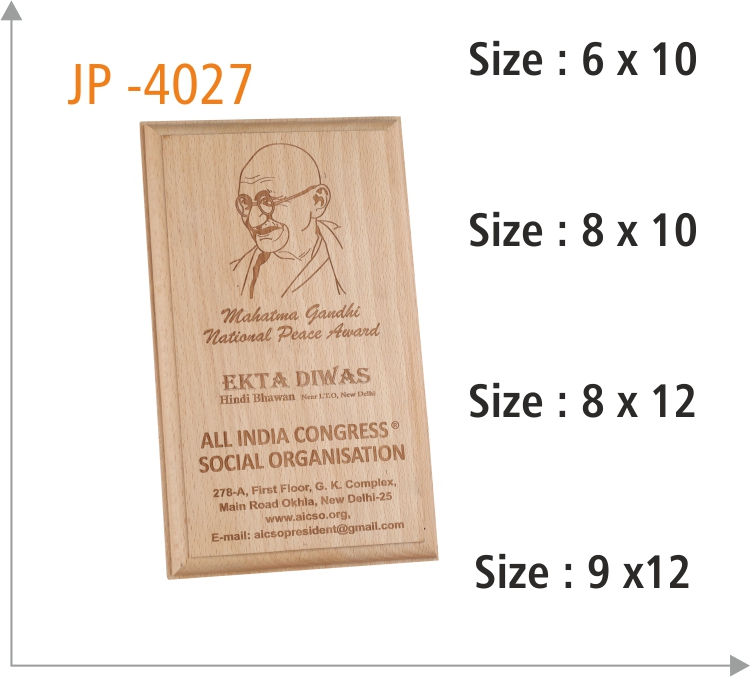 JP -4027
Size : 6 x 10
Size : 8 x 10
Size : 8 x 12
Size : 9 x12
Mahatma Gandhi
National Peace Award
EKTA DIWAS
Hindi Bhawan Near I.T.O, New Delhi
ALL INDIA CONGRESS®
SOCIAL ORGANISATION
278-A, First Floor, G. K. Complex,
Main Road Okhla, New Delhi-25
www.aicso.org,
E-mail: aicsopresident@gmail.com